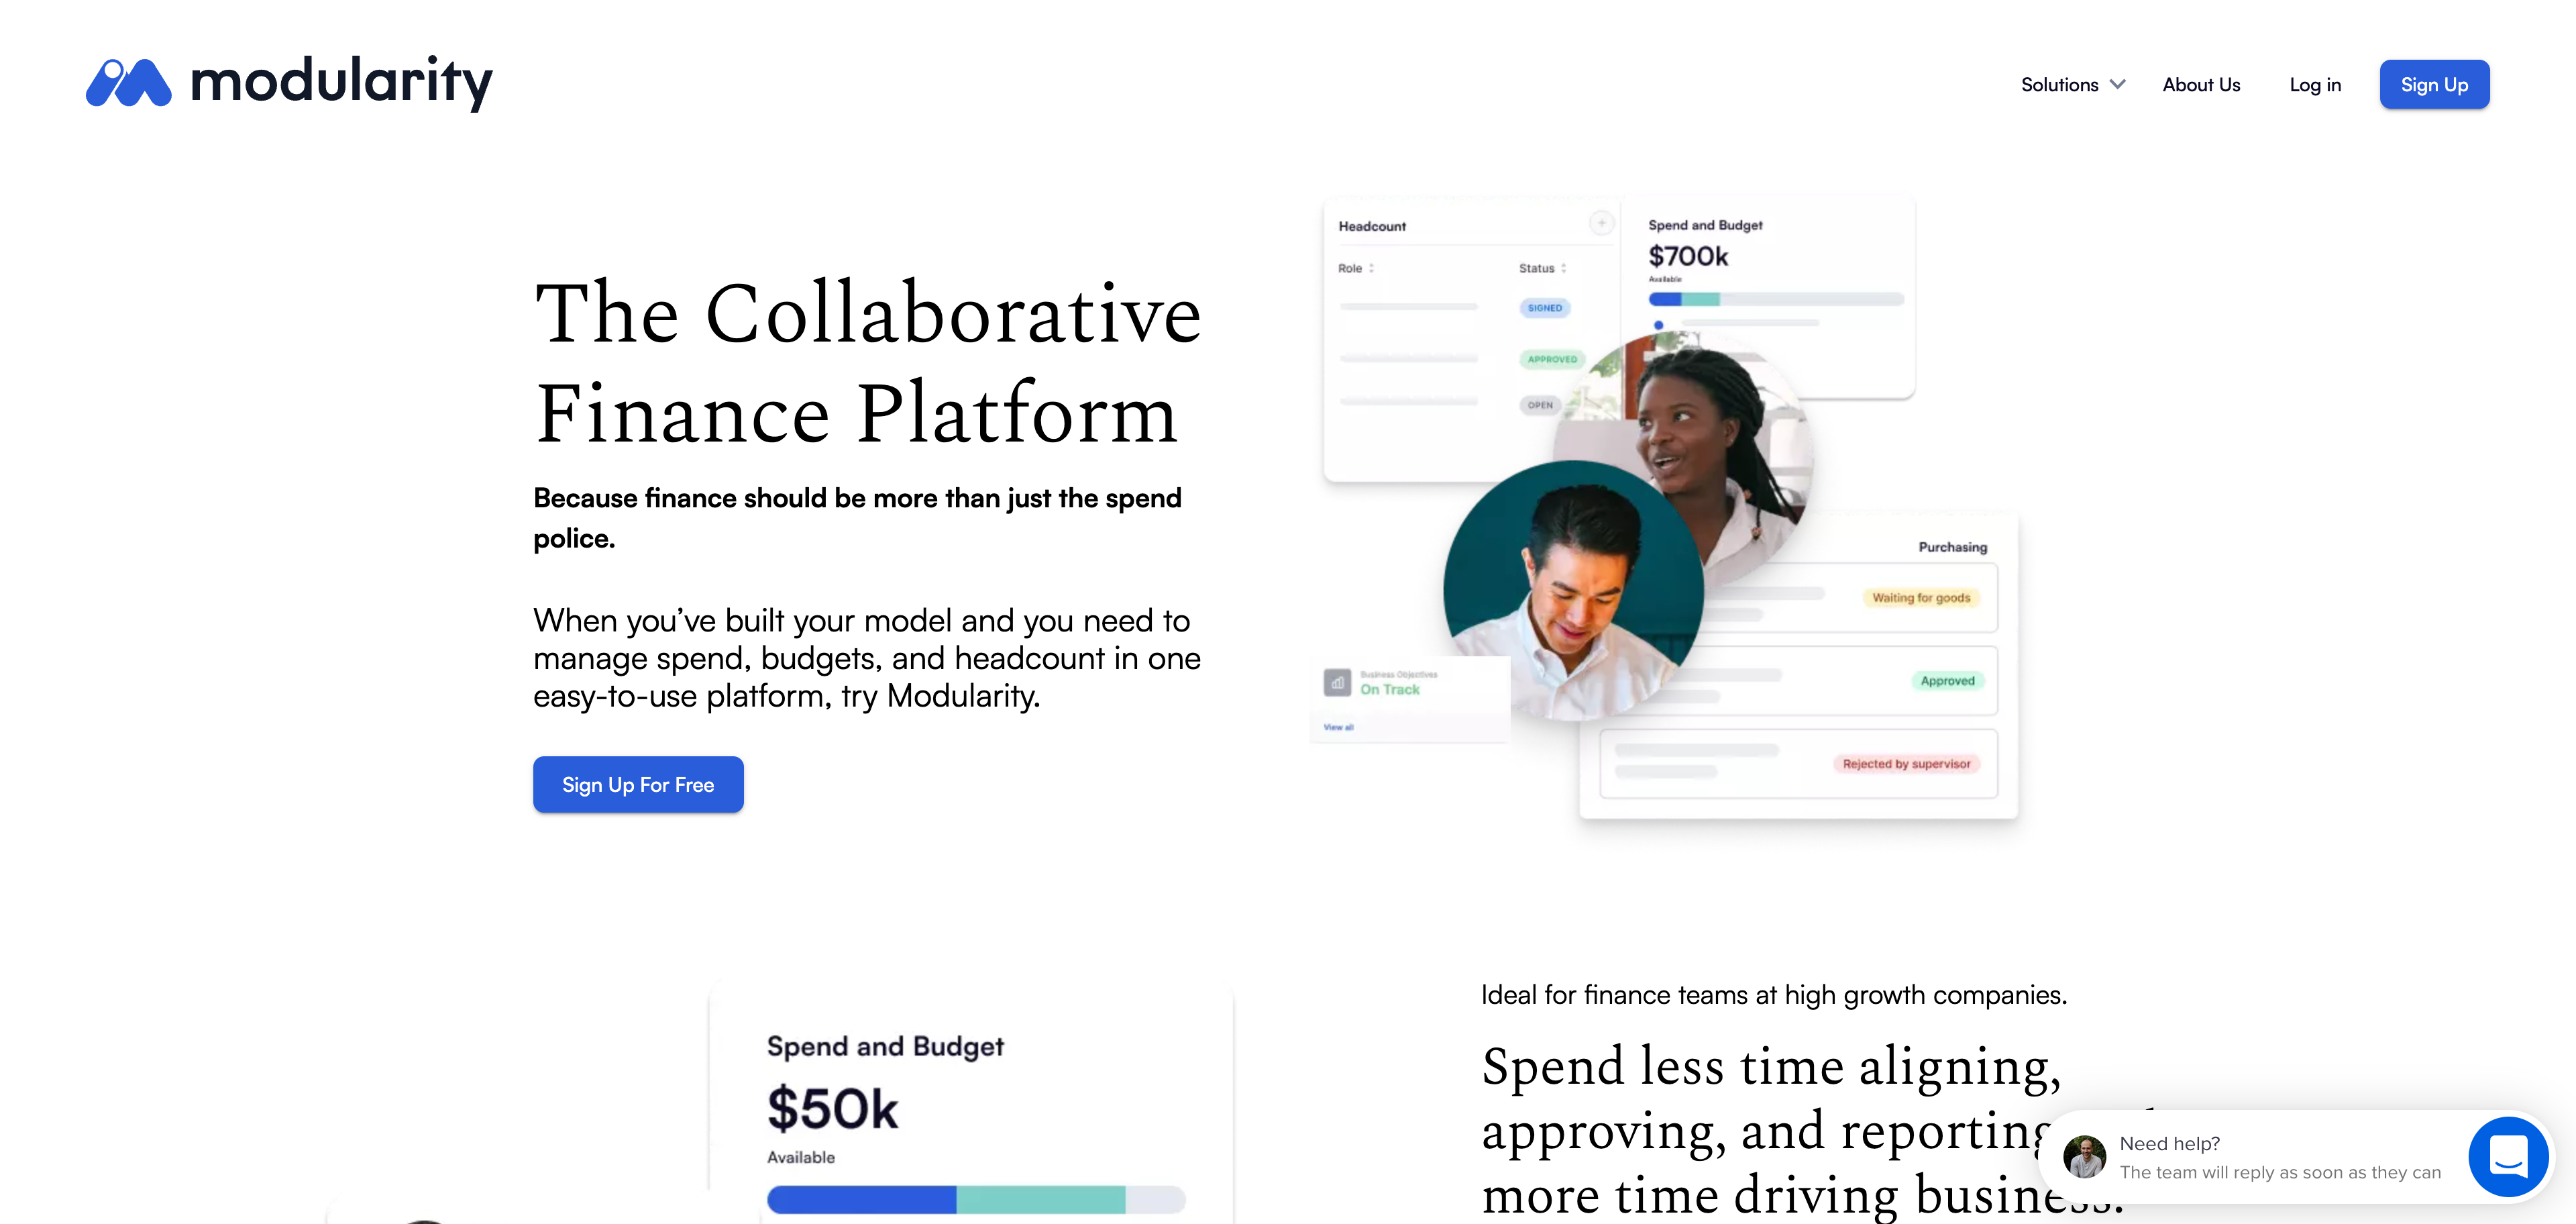 modularity
Solutions
About Us
Log in
Sign Up
The Collaborative
Finance Platform
Because finance should be more than just the spend
police.
When you’ve built your model and you need to
manage spend, budgets, and headcount in one
easy-to-use platform, try Modularity.
Sign Up For Free
Headcount
Role
Status
SIGNED
APPROVED
OPEN
Spend and Budget
$700k
Available
Purchasing
Waiting for goods
Approved
Rejected by supervisor
Business Objectives
On Track
View all
Spend and Budget
$50k
Available
Ideal for finance teams at high growth companies.
Spend less time aligning,
approving, and reporting
more time driving business.
Need help?
The team will reply as soon as they can